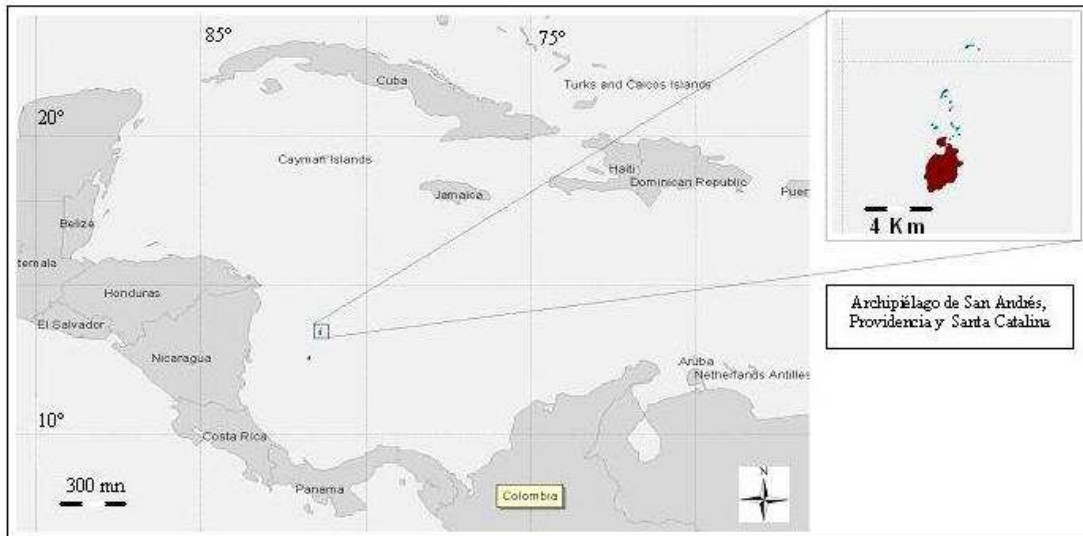 85°
75°
Cuba
Turks and Caicos Islands
20°
Cayman Islands
Haiti
Dominican Republic
Jamaica
Puer
Belize
temala
Honduras
El Salvador
Nicaragua
Aruba
Netherlands Antilles
10°
Costa Rica
Panama
Colombia
300 mn
N
4 Km
Archipiélago de San Andrés,
Providencia y Santa Catalina